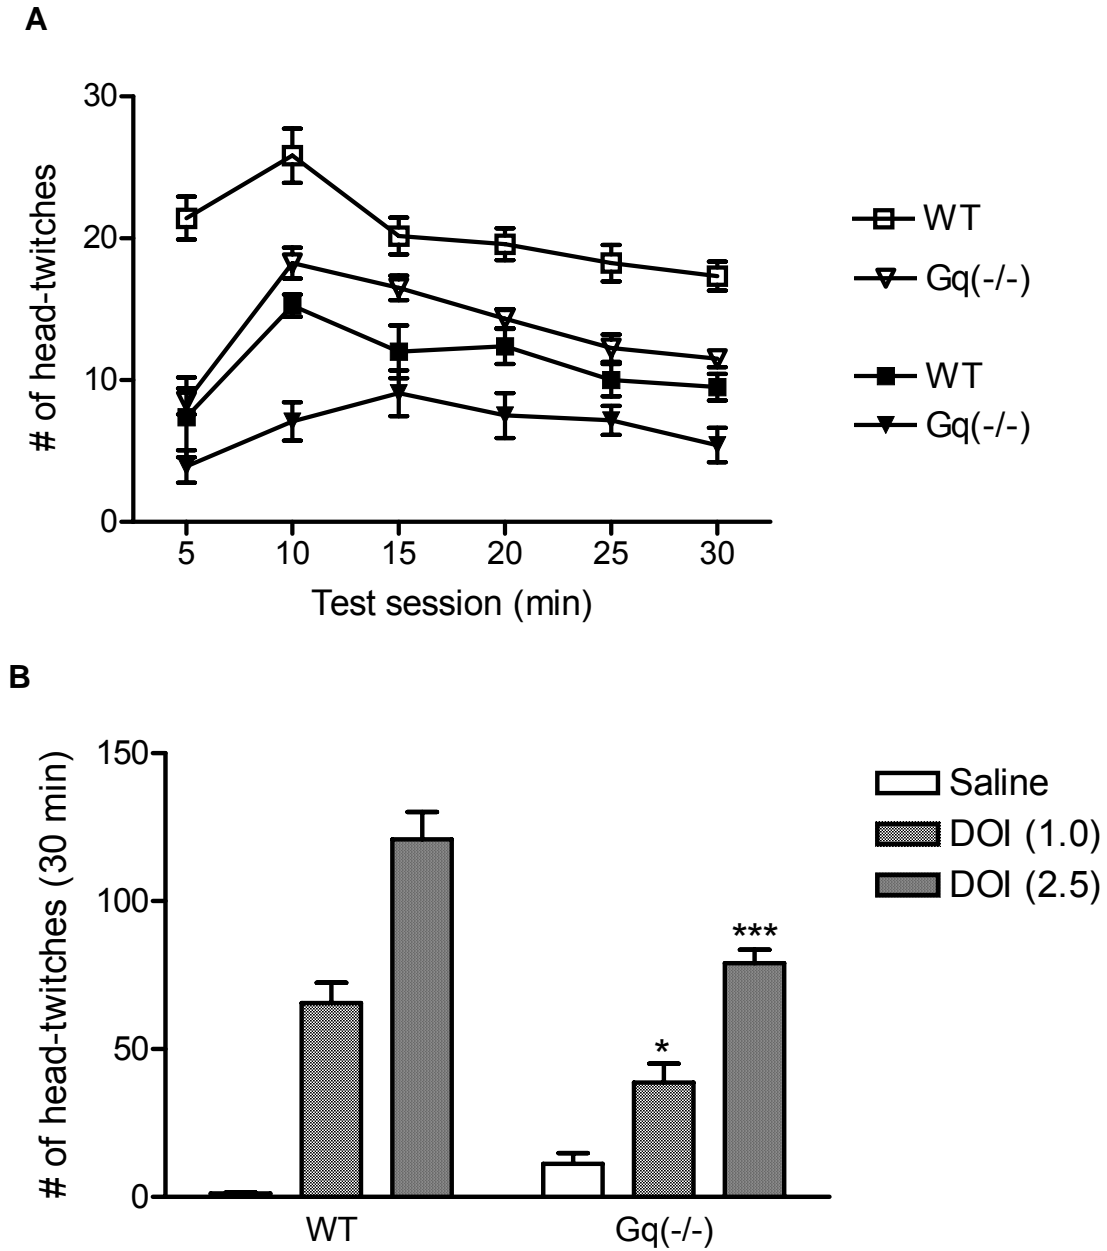 A
30
20
10
0
# of head-twitches
5 10 15 20 25 30
Test session (min)
WT
Gq(-/-)
WT
Gq(-/-)
B
150
100
50
0
# of head-twitches (30 min)
*
***
WT Gq(-/-)
Saline
DOI (1.0)
DOI (2.5)